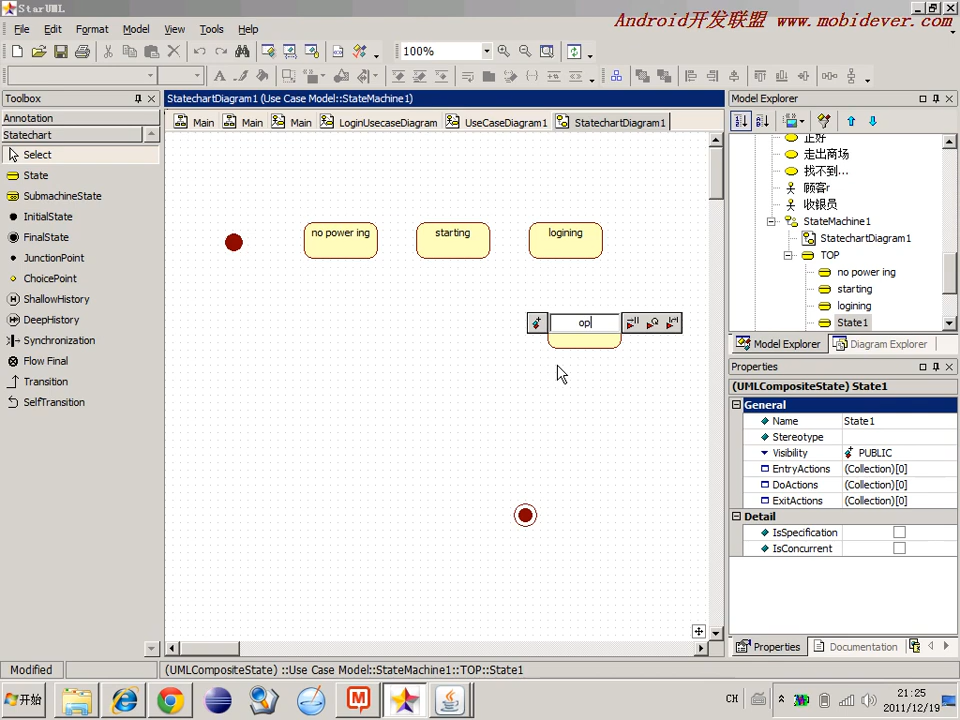 StarUML
Android开发联盟 www.mobidever.com
File Edit Format Model View Tools Help
100%
Toolbox
Annotation
Statechart
Select
State
SubmachineState
InitialState
FinalState
JunctionPoint
ChoicePoint
ShallowHistory
DeepHistory
Synchronization
Flow Final
Transition
SelfTransition
StatechartDiagram1 (Use Case Model::StateMachine1)
Main Main Main LoginUsecaseDiagram UseCaseDiagram1 StatechartDiagram1
no power ing starting logining
op
Model Explorer
正好
走出商场
找不到...
顾客r
收银员
StateMachine1
StatechartDiagram1
TOP
no power ing
starting
logining
State1
Model Explorer Diagram Explorer
Properties
(UMLCompositeState) State1
General
Name State1
Stereotype
Visibility PUBLIC
EntryActions (Collection)[0]
DoActions (Collection)[0]
ExitActions (Collection)[0]
Detail
IsSpecification
IsConcurrent
Properties Documentation
Modified (UMLCompositeState) ::Use Case Model::StateMachine1::TOP::State1
开始 CH 21:25
2011/12/19